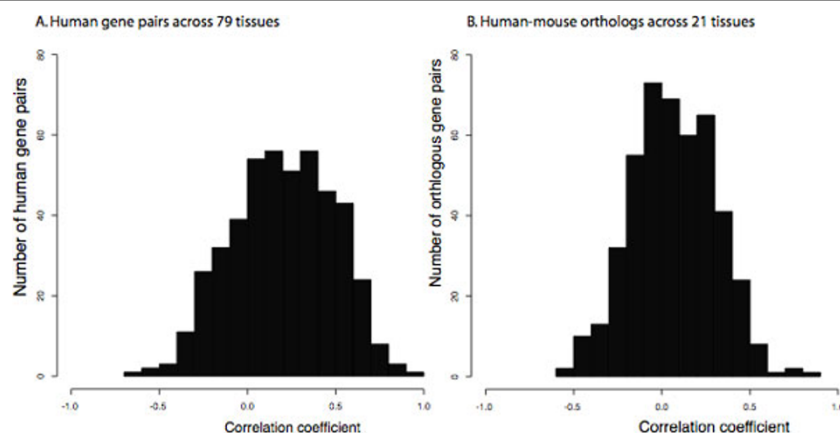 A. Human gene pairs across 79 tissues
Number of human gene pairs
80
60
40
20
0
-1.0 -0.5 0.0 0.5 1.0
Correlation coefficient
B. Human-mouse orthologs across 21 tissues
Number of orthlogous gene pairs
80
60
40
20
0
-1.0 -0.5 0.0 0.5 1.0
Correlation coefficient